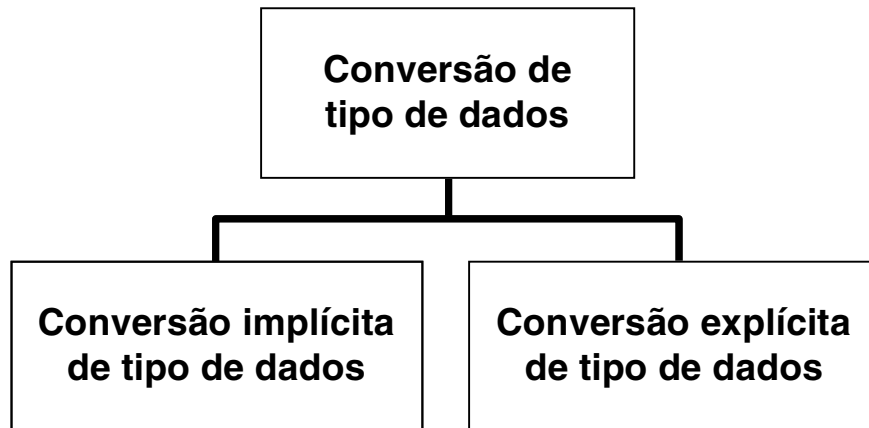 Conversão de
tipo de dados
Conversão implícita
de tipo de dados
Conversão explícita
de tipo de dados